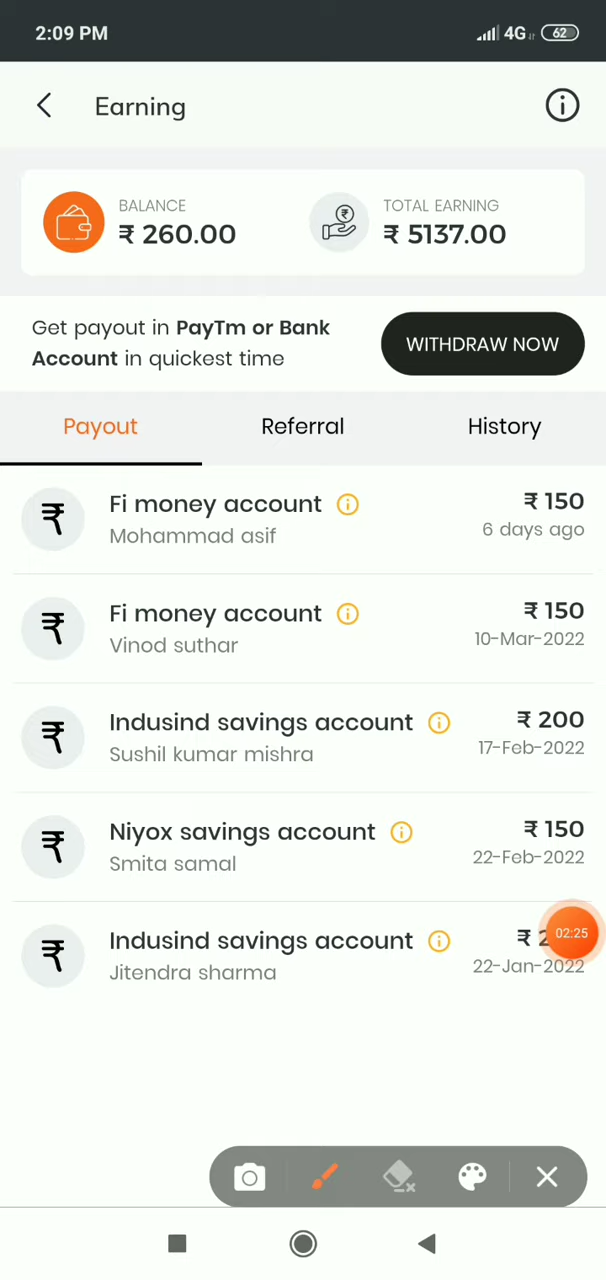 2:09 PM
4G
62
Earning
BALANCE
₹ 260.00
TOTAL EARNING
₹ 5137.00
Get payout in PayTm or Bank
Account in quickest time
WITHDRAW NOW
Payout
Referral
History
Fi money account
₹ 150
Mohammad asif
6 days ago
Fi money account
₹ 150
Vinod suthar
10-Mar-2022
Indusind savings account
₹ 200
Sushil kumar mishra
17-Feb-2022
Niyox savings account
₹ 150
Smita samal
22-Feb-2022
Indusind savings account
₹
02:25
Jitendra sharma
22-Jan-2022